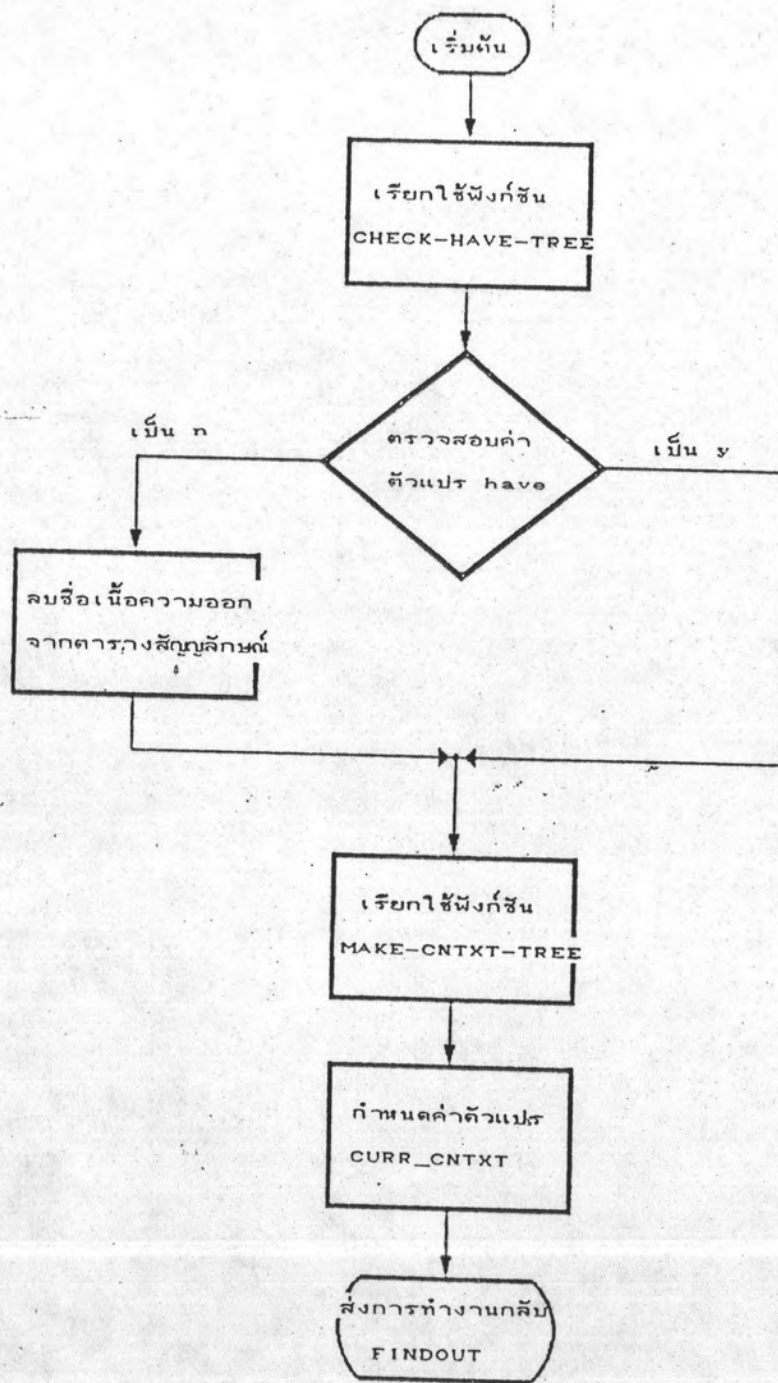 เริ่มต้น
เรียกใช้ฟังก์ชัน
CHECK-HAVE-TREE
ตรวจสอบค่า
ตัวแปร have
เป็น n
เป็น y
ลบชื่อเนื้อความออก
จากตารางสัญญลักษณ์
เรียกใช้ฟังก์ชัน
MAKE-CNTXT-TREE
กำหนดค่าตัวแปร
CURR_CNTXT
ส่งการทำงานกลับ
FINDOUT